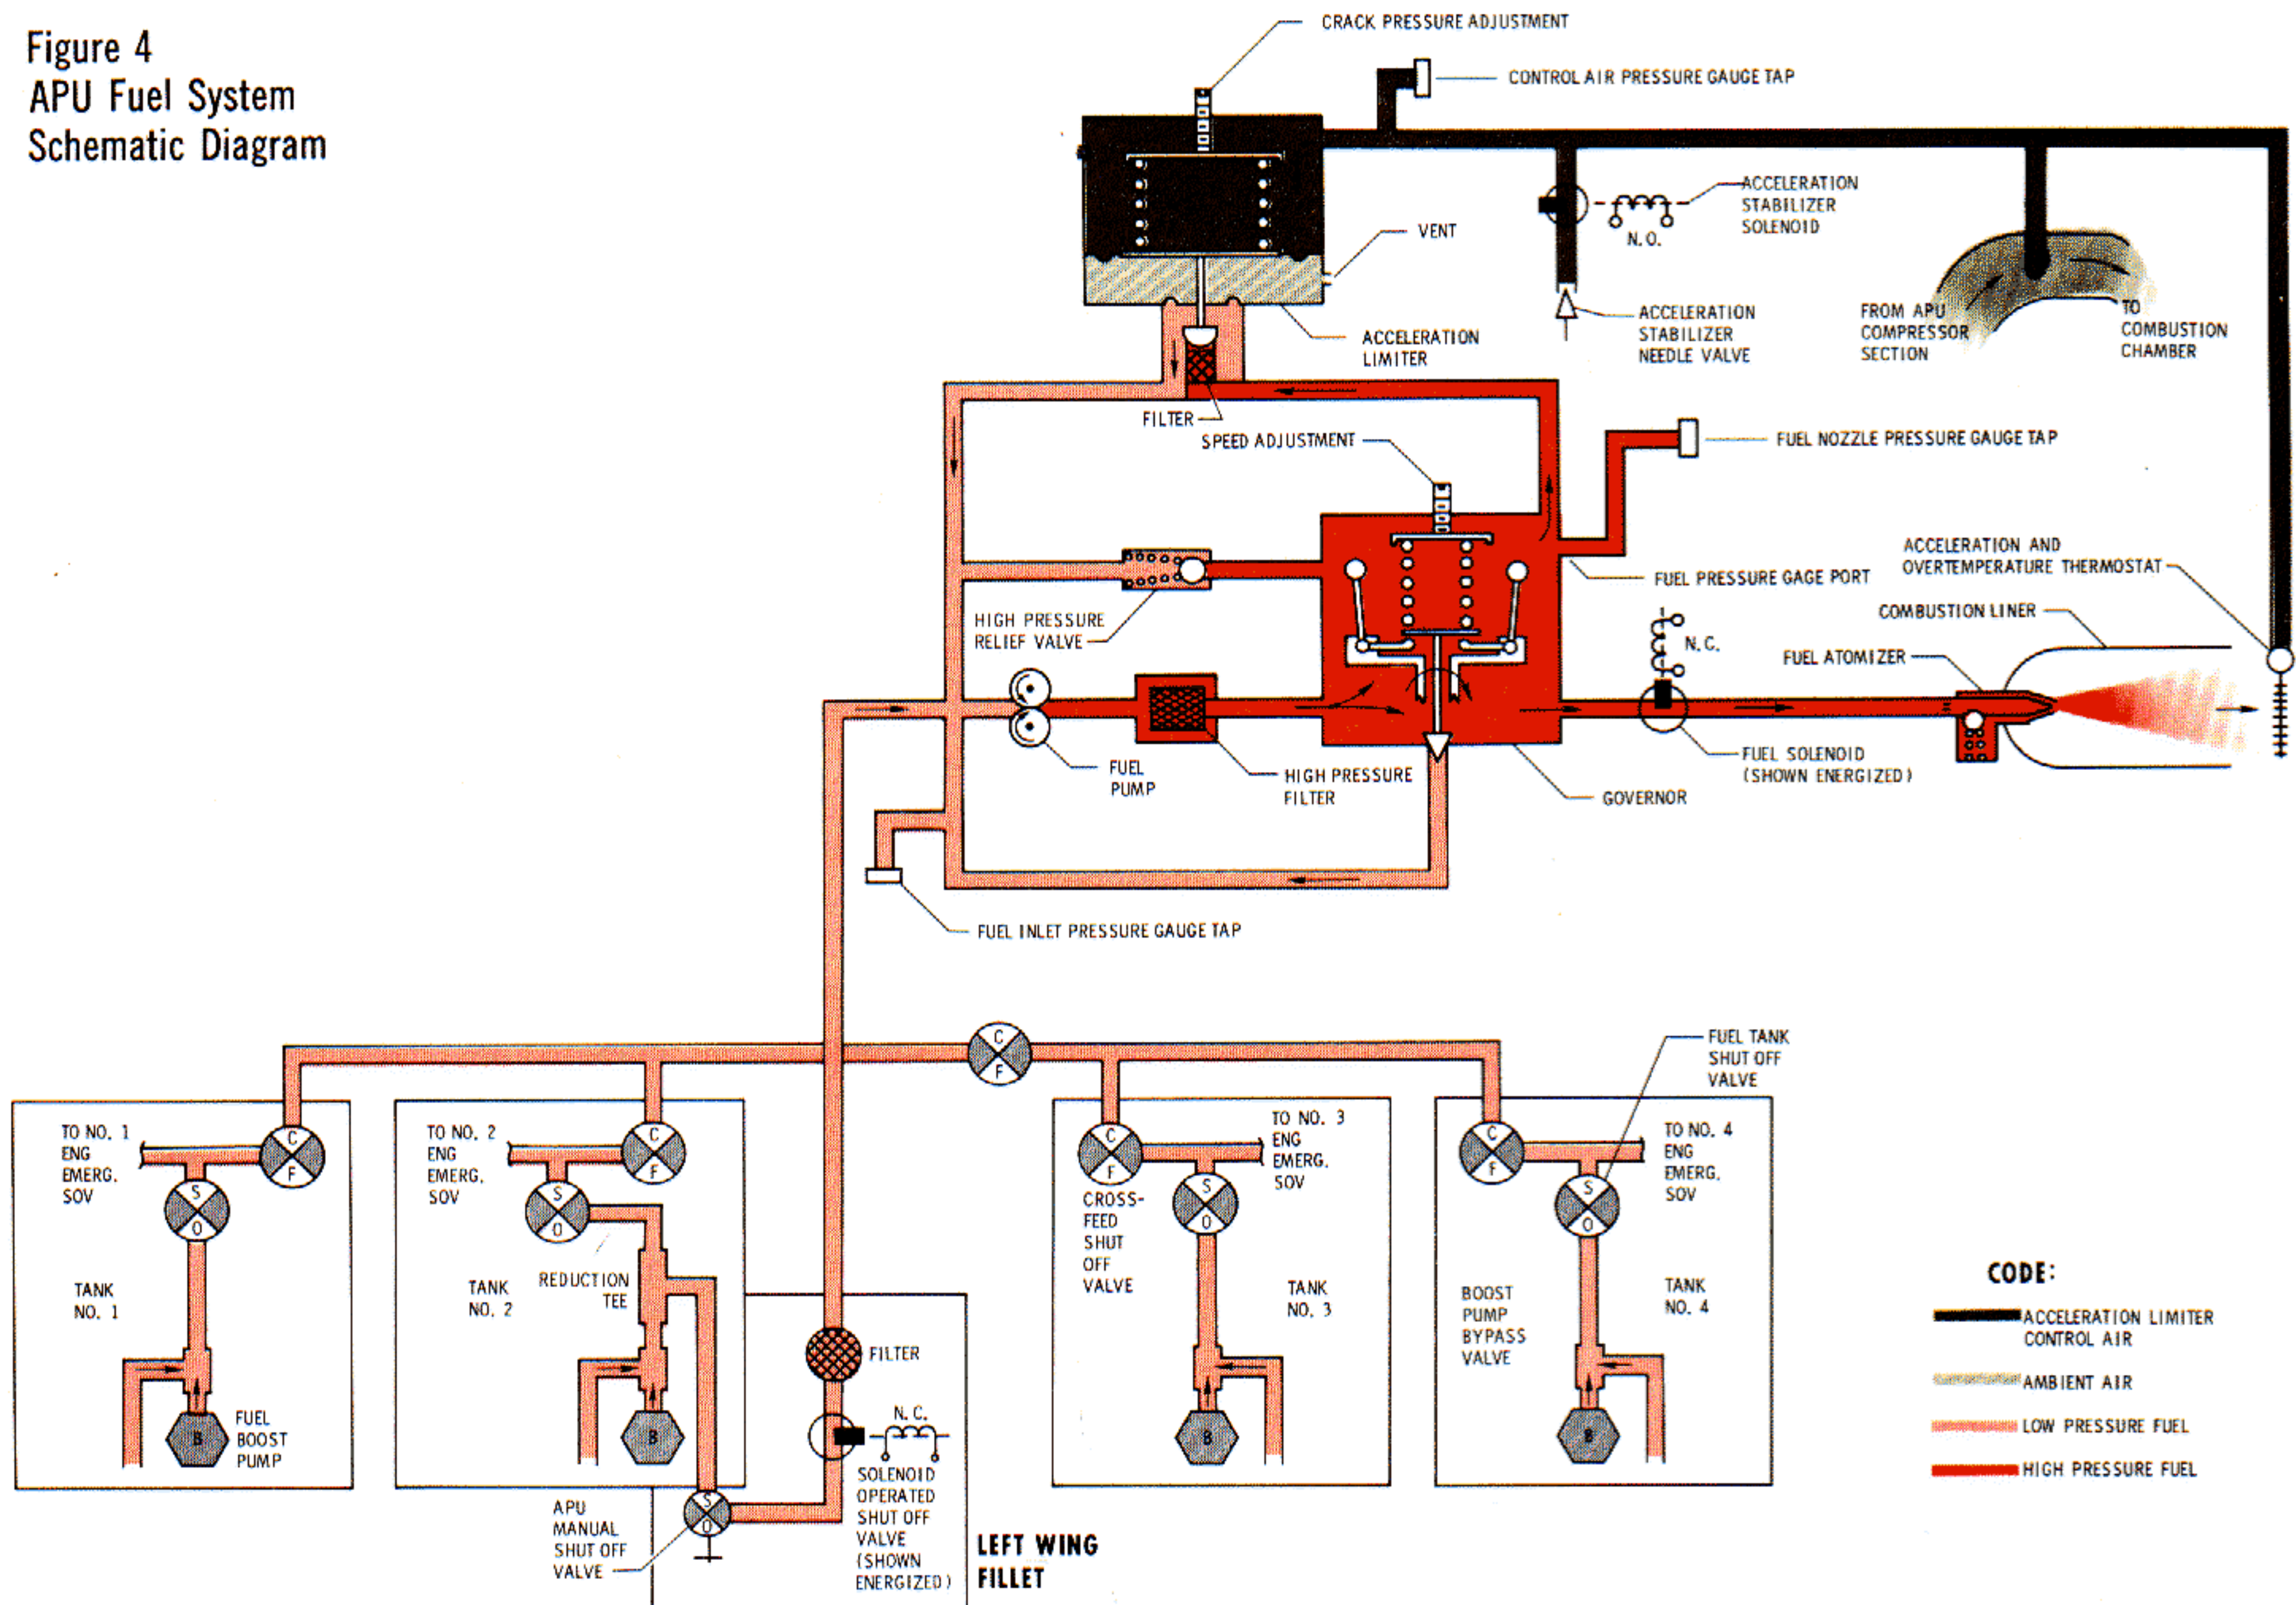 Figure 4
APU Fuel System
Schematic Diagram
CRACK PRESSURE ADJUSTMENT
CONTROL AIR PRESSURE GAUGE TAP
ACCELERATION
STABILIZER
SOLENOID
N.O.
VENT
ACCELERATION
LIMITER
ACCELERATION
STABILIZER
NEEDLE VALVE
FROM APU
COMPRESSOR
SECTION
TO
COMBUSTION
CHAMBER
FILTER
SPEED ADJUSTMENT
FUEL NOZZLE PRESSURE GAUGE TAP
ACCELERATION AND
OVERTEMPERATURE THERMOSTAT
FUEL PRESSURE GAGE PORT
COMBUSTION LINER
HIGH PRESSURE
RELIEF VALVE
N.C.
FUEL ATOMIZER
FUEL
PUMP
HIGH PRESSURE
FILTER
FUEL SOLENOID
(SHOWN ENERGIZED)
GOVERNOR
FUEL INLET PRESSURE GAUGE TAP
C
F
FUEL TANK
SHUT OFF
VALVE
TO NO. 1
ENG
EMERG.
SOV
C
F
S
O
TANK
NO. 1
B
FUEL
BOOST
PUMP
TO NO. 2
ENG
EMERG.
SOV
C
F
S
O
REDUCTION
TEE
TANK
NO. 2
B
FILTER
N.C.
SOLENOID
OPERATED
SHUT OFF
VALVE
(SHOWN
ENERGIZED)
S
O
APU
MANUAL
SHUT OFF
VALVE
LEFT WING
FILLET
C
F
TO NO. 3
ENG
EMERG.
SOV
CROSS-
FEED
SHUT
OFF
VALVE
S
O
TANK
NO. 3
B
C
F
TO NO. 4
ENG
EMERG.
SOV
S
O
BOOST
PUMP
BYPASS
VALVE
TANK
NO. 4
B
CODE:
ACCELERATION LIMITER
CONTROL AIR
AMBIENT AIR
LOW PRESSURE FUEL
HIGH PRESSURE FUEL